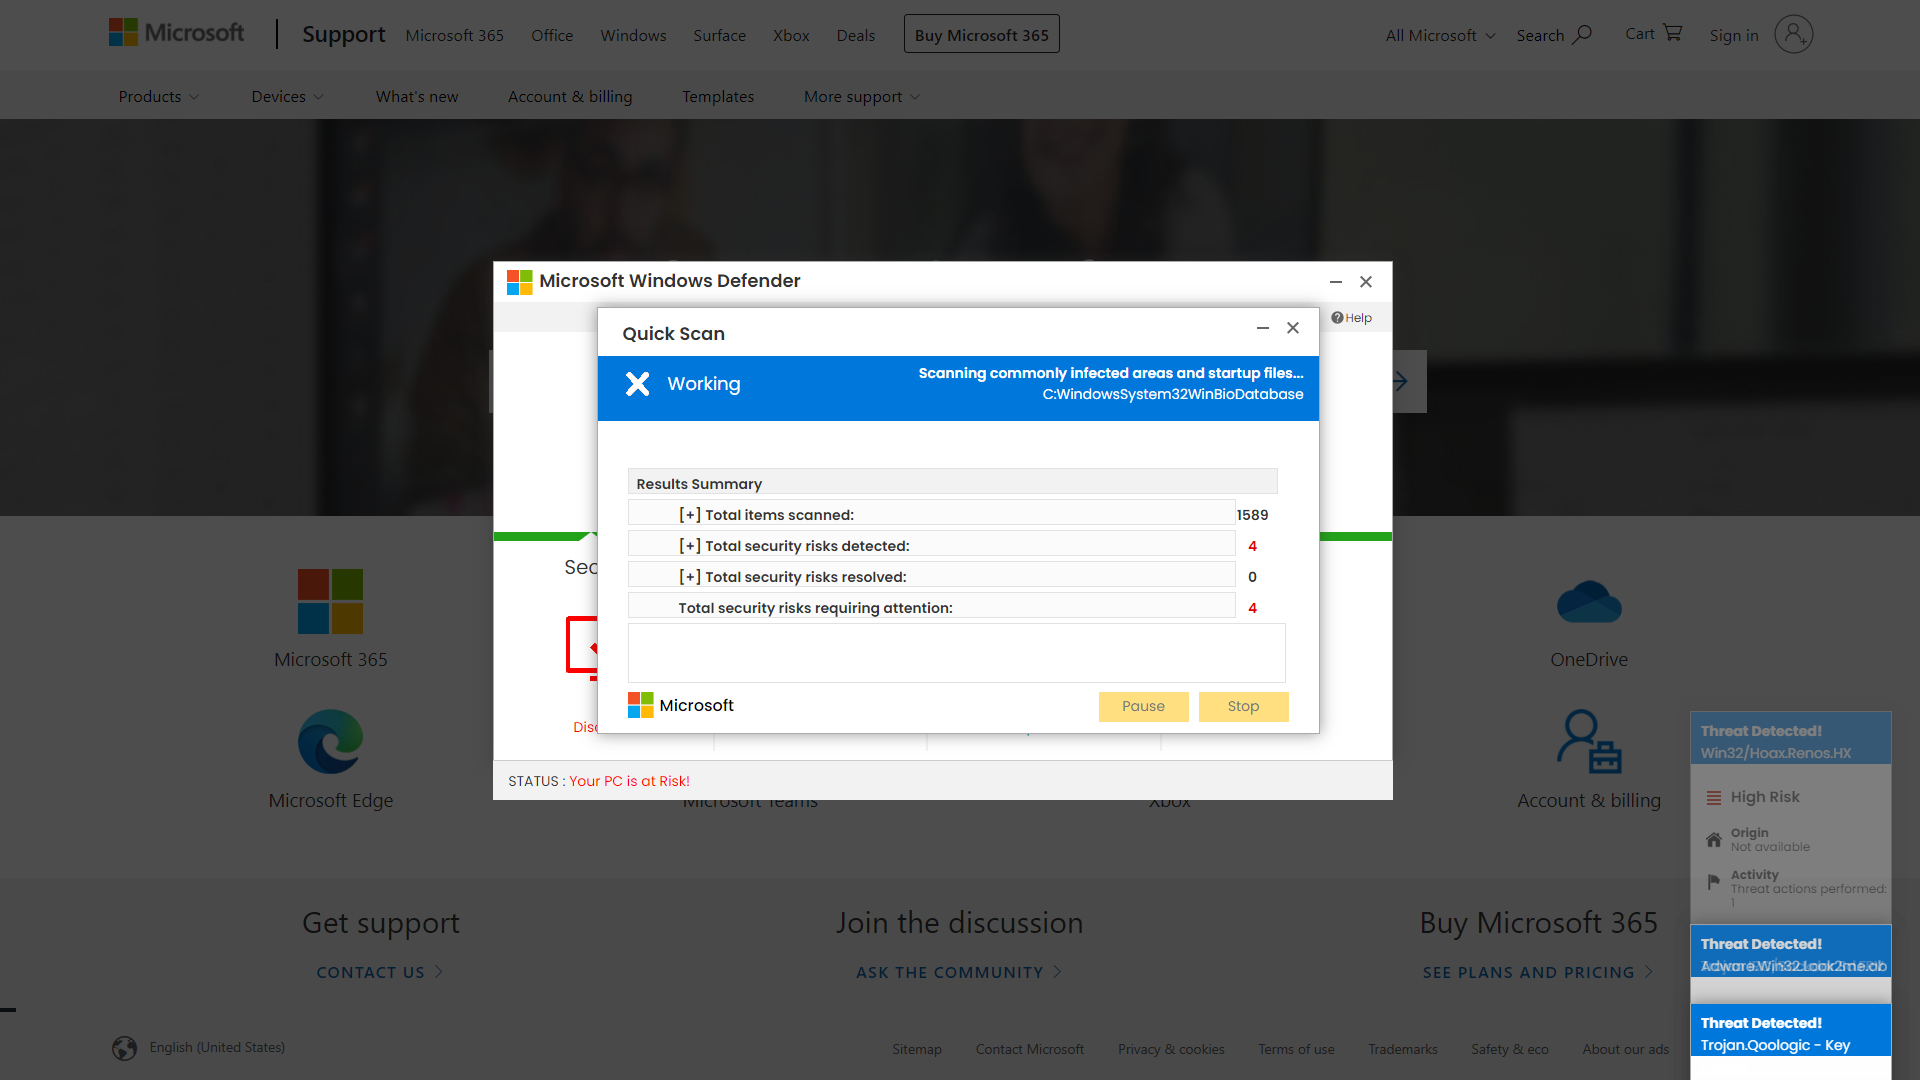 Microsoft
Support
Microsoft 365
Office
Windows
Surface
Xbox
Deals
Buy Microsoft 365
All Microsoft
Search
Cart
Sign in
Products
Devices
What's new
Account & billing
Templates
More support
Microsoft Windows Defender
Help
Quick Scan
Working
Scanning commonly infected areas and startup files...
C:WindowsSystem32WinBioDatabase
Results Summary
[+] Total items scanned:
1589
[+] Total security risks detected:
4
[+] Total security risks resolved:
0
Total security risks requiring attention:
4
Microsoft
Pause
Stop
Sec
Disc
STATUS : Your PC is at Risk!
Microsoft 365
OneDrive
Microsoft Edge
Microsoft Teams
Xbox
Account & billing
Threat Detected!
Win32/Hoax.Renos.HX
High Risk
Origin
Not available
Activity
Threat actions performed:
1
Threat Detected!
Adware.Win32.Look2me.ab
Threat Detected!
Trojan.Qoologic - Key
Get support
CONTACT US
Join the discussion
ASK THE COMMUNITY
Buy Microsoft 365
SEE PLANS AND PRICING
English (United States)
Sitemap
Contact Microsoft
Privacy & cookies
Terms of use
Trademarks
Safety & eco
About our ads